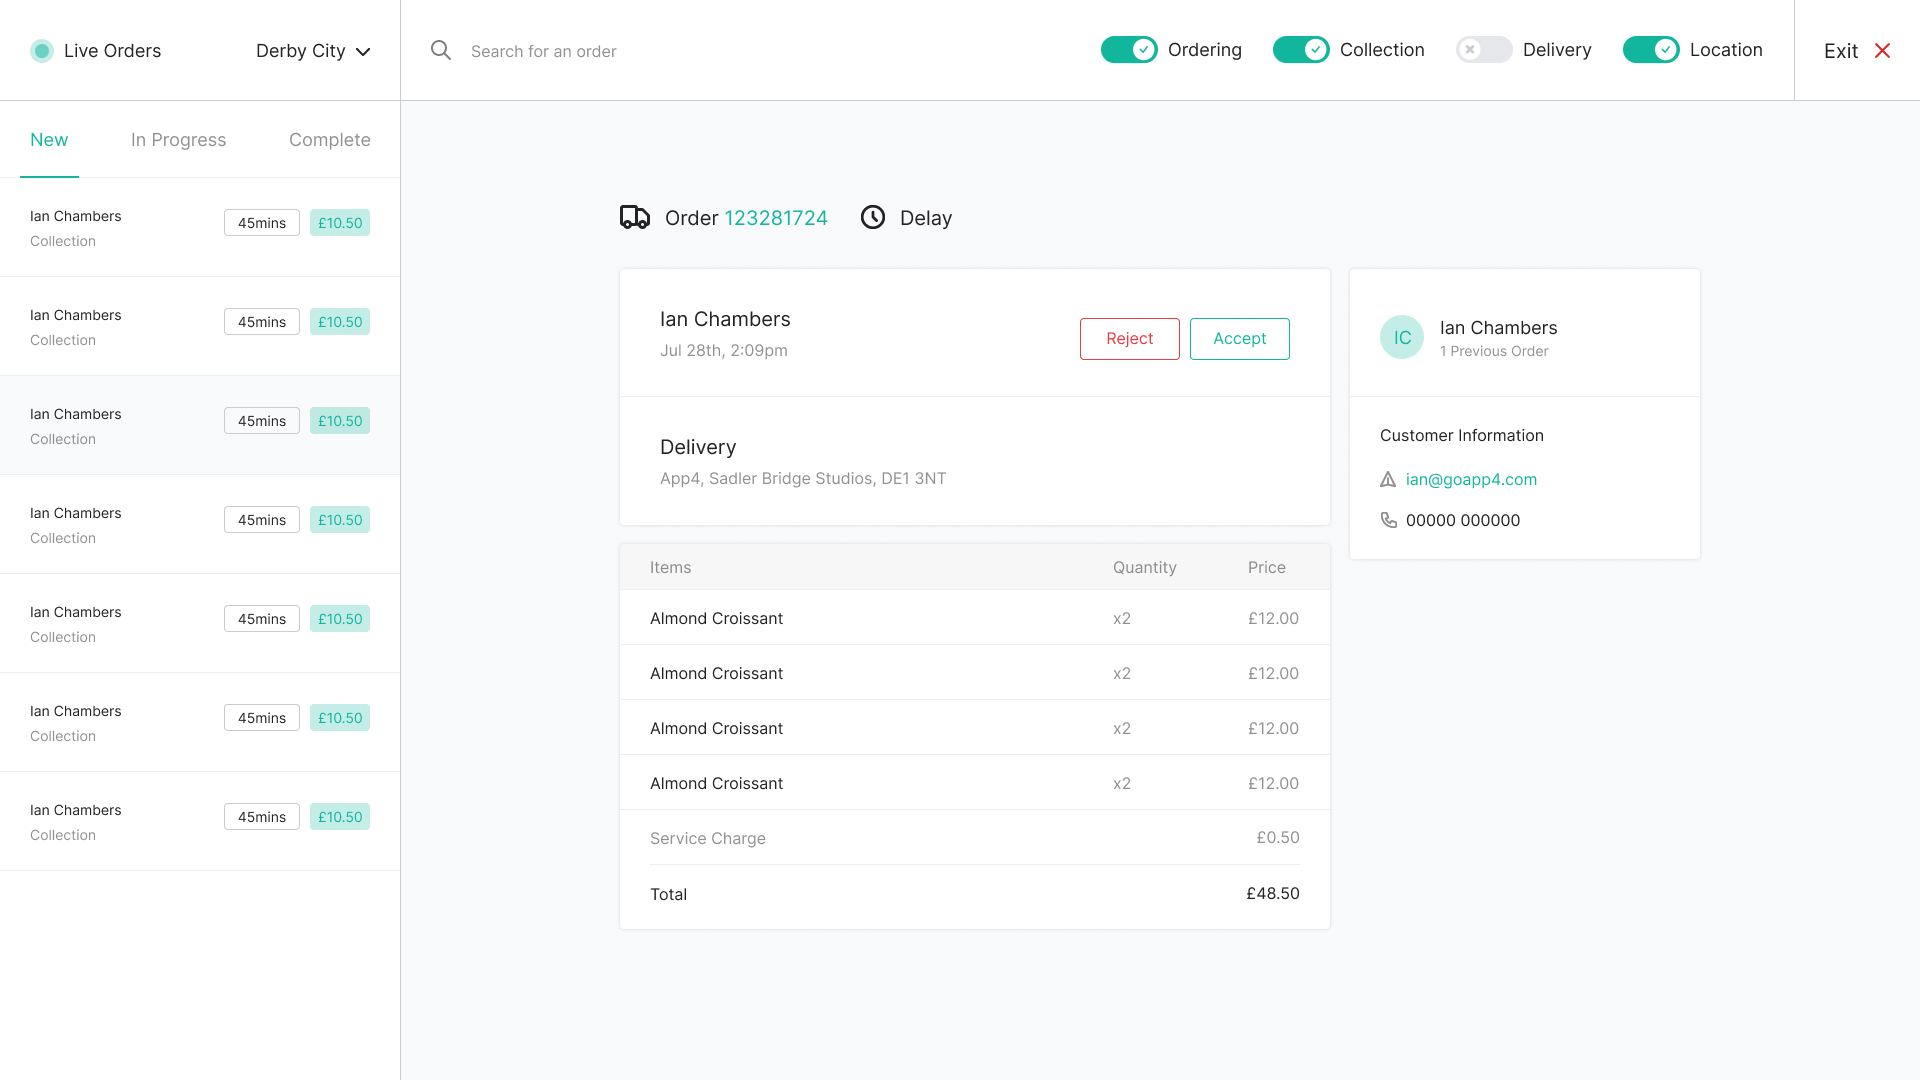 Live Orders
Derby City
Search for an order
Ordering
Collection
Delivery
Location
Exit
New
In Progress
Complete
Ian Chambers
Collection
45mins
£10.50
Ian Chambers
Collection
45mins
£10.50
Ian Chambers
Collection
45mins
£10.50
Ian Chambers
Collection
45mins
£10.50
Ian Chambers
Collection
45mins
£10.50
Ian Chambers
Collection
45mins
£10.50
Ian Chambers
Collection
45mins
£10.50
Order 123281724
Delay
Ian Chambers
Jul 28th, 2:09pm
Reject
Accept
Delivery
App4, Sadler Bridge Studios, DE1 3NT
Items Quantity Price
Almond Croissant x2 £12.00
Almond Croissant x2 £12.00
Almond Croissant x2 £12.00
Almond Croissant x2 £12.00
Service Charge £0.50
Total £48.50
IC
Ian Chambers
1 Previous Order
Customer Information
ian@goapp4.com
00000 000000